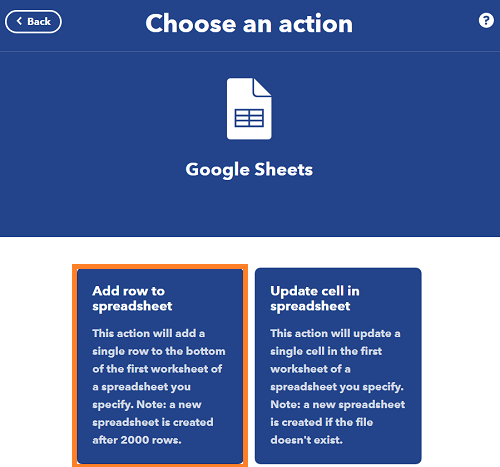 Back
Choose an action
?
Google Sheets
Add row to
spreadsheet
This action will add a
single row to the bottom
of the first worksheet of
a spreadsheet you
specify. Note: a new
spreadsheet is created
after 2000 rows.
Update cell in
spreadsheet
This action will update a
single cell in the first
worksheet of a
spreadsheet you specify.
Note: a new spreadsheet
is created if the file
doesn't exist.